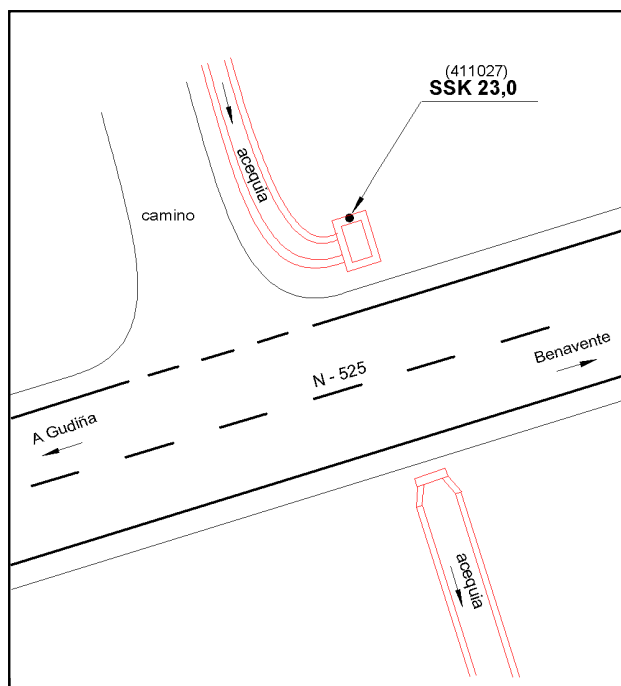 (411027)
SSK 23,0
acequia
camino
N - 525
Benavente
A Gudiña
acequia